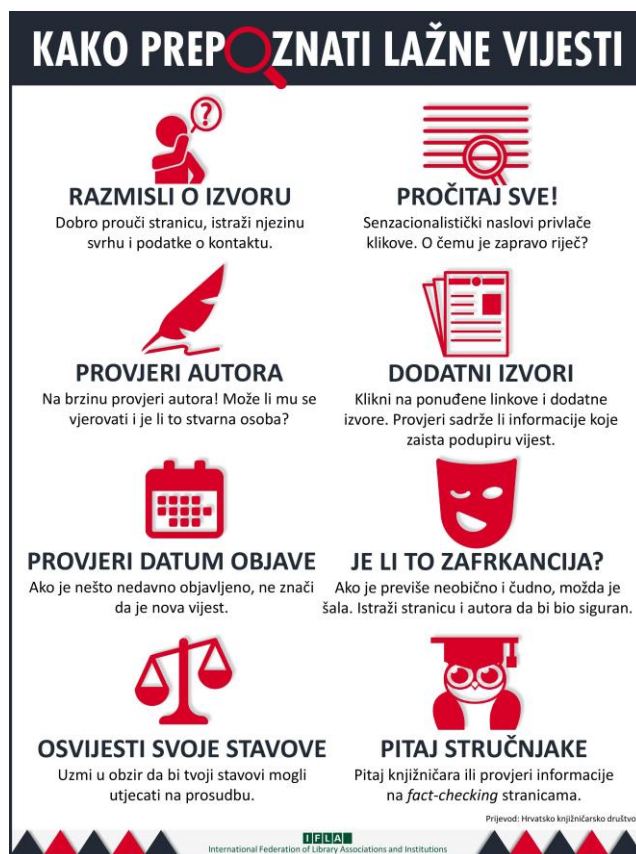 KAKO PREPOZNATI LAŽNE VIJESTI
?
RAZMISLI O IZVORU
Dobro prouči stranicu, istraži njezinu
svrhu i podatke o kontaktu.
PROČITAJ SVE!
Senzacionalistički naslovi privlače
klikove. O čemu je zapravo riječ?
PROVJERI AUTORA
Na brzinu provjeri autora! Može li mu se
vjerovati i je li to stvarna osoba?
DODATNI IZVORI
Klikni na ponuđene linkove i dodatne
izvore. Provjeri sadrže li informacije koje
zaista podupiru vijest.
PROVJERI DATUM OBJAVE
Ako je nešto nedavno objavljeno, ne znači
da je nova vijest.
JE LI TO ZAFRKANCIJA?
Ako je previše neobično i čudno, možda je
šala. Istraži stranicu i autora da bi bio siguran.
OSVIJESTI SVOJE STAVOVE
Uzmi u obzir da bi tvoji stavovi mogli
utjecati na prosudbu.
PITAJ STRUČNJAKE
Pitaj knjižničara ili provjeri informacije
na fact-checking stranicama.
Prijevod: Hrvatsko knjižničarsko društvo
IFLA
International Federation of Library Associations and Institutions